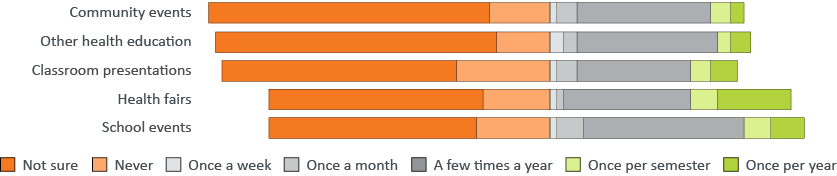 Community events
Other health education
Classroom presentations
Health fairs
School events
Not sure Never Once a week Once a month A few times a year Once per semester Once per year